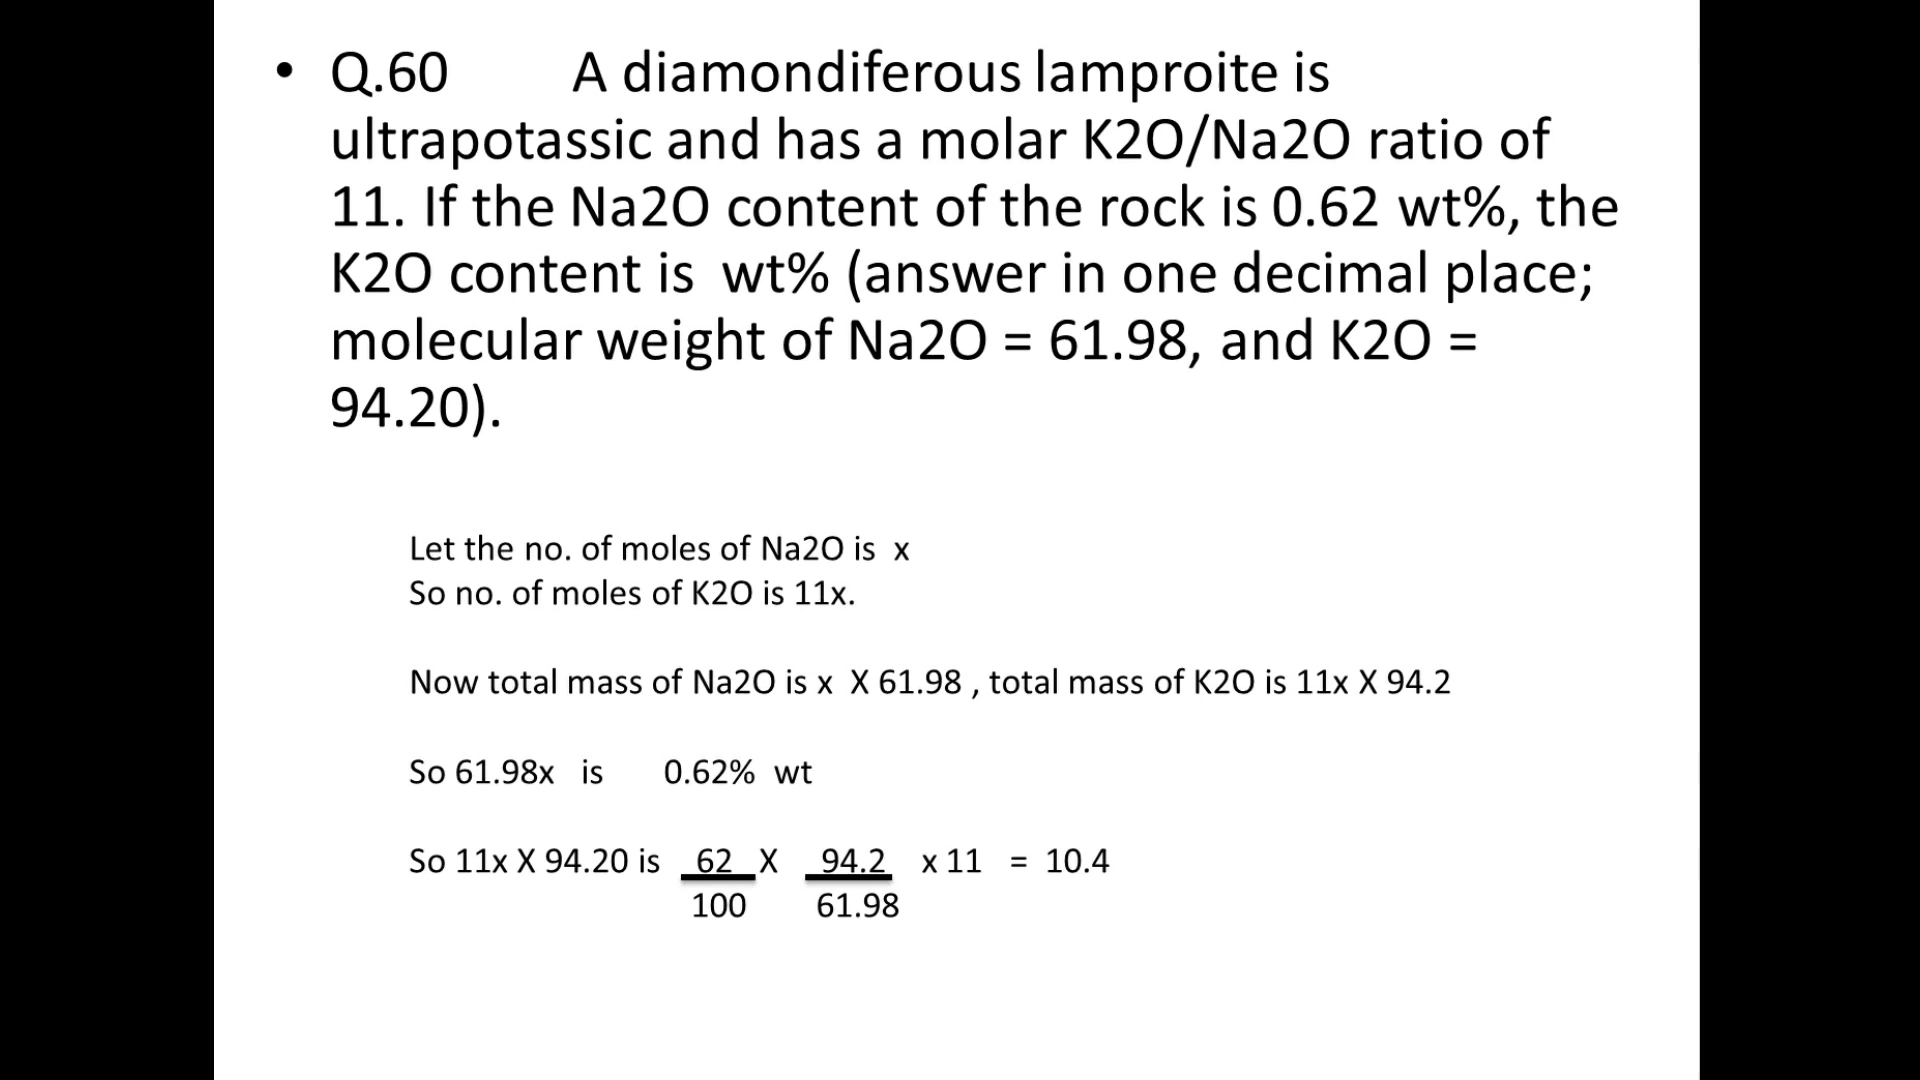 • Q.60 A diamondiferous lamproite is
ultrapotassic and has a molar K2O/Na2O ratio of
11. If the Na2O content of the rock is 0.62 wt%, the
K2O content is wt% (answer in one decimal place;
molecular weight of Na2O = 61.98, and K2O =
94.20).
Let the no. of moles of Na2O is x
So no. of moles of K2O is 11x.
Now total mass of Na2O is x X 61.98 , total mass of K2O is 11x X 94.2
So 61.98x is 0.62% wt
So 11x X 94.20 is 62 X 94.2 x 11 = 10.4
100 61.98